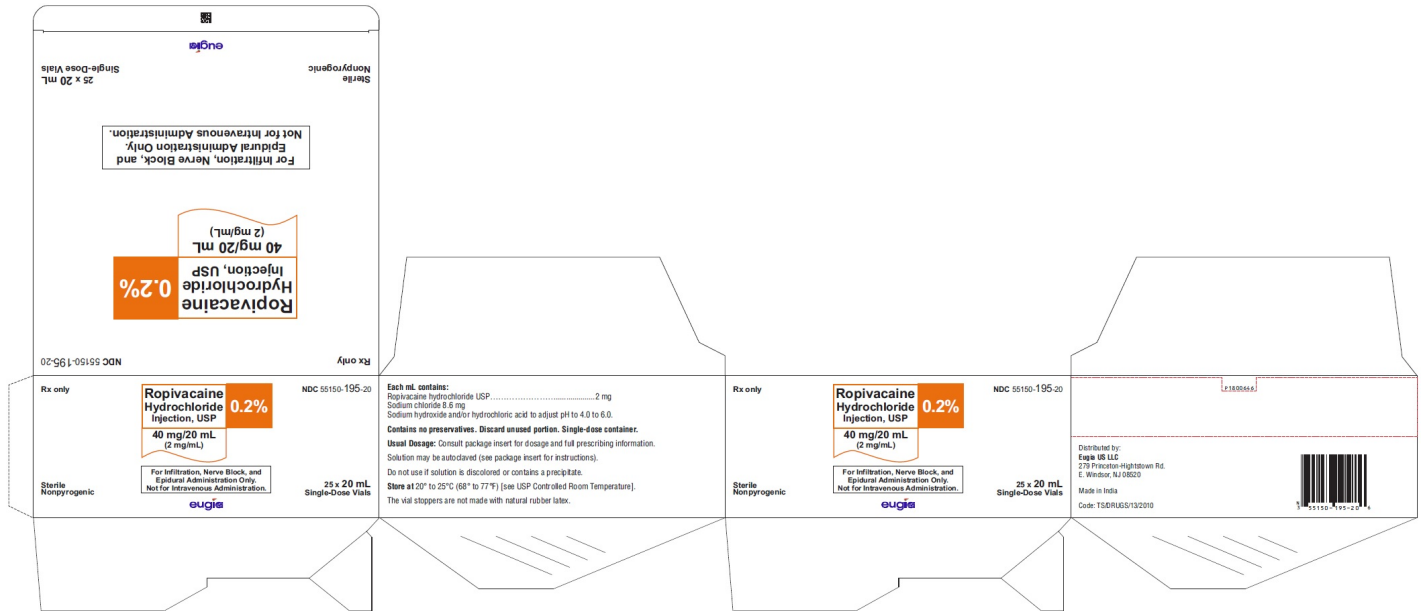 eugia
Sterile
Nonpyrogenic
25 x 20 mL
Single-Dose Vials
For Infiltration, Nerve Block, and
Epidural Administration Only.
Not for Intravenous Administration.
40 mg/20 mL
(2 mg/mL)
Ropivacaine
Hydrochloride
Injection, USP
0.2%
Rx only
NDC 55150-195-20
Rx only
Ropivacaine
Hydrochloride
Injection, USP
0.2%
NDC 55150-195-20
40 mg/20 mL
(2 mg/mL)
For Infiltration, Nerve Block, and
Epidural Administration Only.
Not for Intravenous Administration.
Sterile
Nonpyrogenic
25 x 20 mL
Single-Dose Vials
eugia
Each mL contains:
Ropivacaine hydrochloride USP..........................................2 mg
Sodium chloride 8.6 mg
Sodium hydroxide and/or hydrochloric acid to adjust pH to 4.0 to 6.0.
Contains no preservatives. Discard unused portion. Single-dose container.
Usual Dosage: Consult package insert for dosage and full prescribing information.
Solution may be autoclaved (see package insert for instructions).
Do not use if solution is discolored or contains a precipitate.
Store at 20° to 25°C (68° to 77°F) [see USP Controlled Room Temperature].
The vial stoppers are not made with natural rubber latex.
Rx only
Ropivacaine
Hydrochloride
Injection, USP
0.2%
NDC 55150-195-20
40 mg/20 mL
(2 mg/mL)
For Infiltration, Nerve Block, and
Epidural Administration Only.
Not for Intravenous Administration.
Sterile
Nonpyrogenic
25 x 20 mL
Single-Dose Vials
eugia
P1800646
Distributed by:
Eugia US LLC
279 Princeton-Hightstown Rd.
E. Windsor, NJ 08520
Made in India
Code: TS/DRUGS/13/2010
3 55150-195-20 6